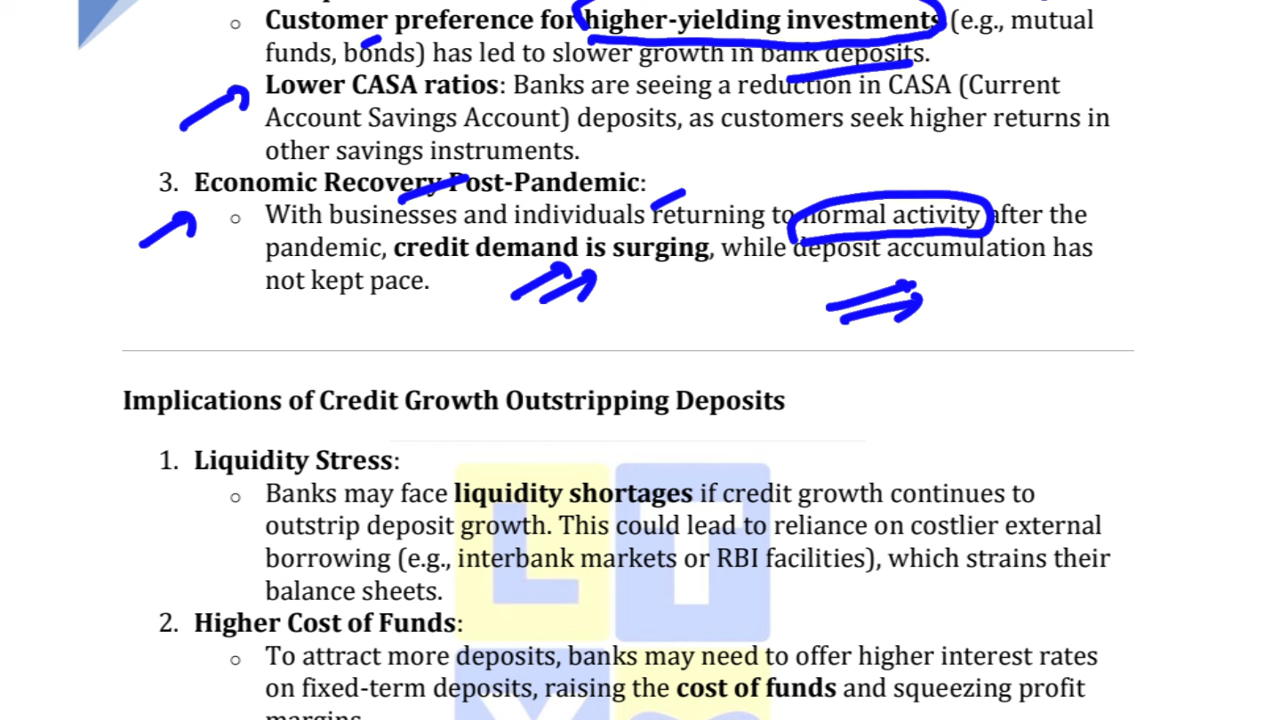 Customer preference for higher-yielding investments (e.g., mutual
funds, bonds) has led to slower growth in bank deposits.
Lower CASA ratios: Banks are seeing a reduction in CASA (Current
Account Savings Account) deposits, as customers seek higher returns in
other savings instruments.
3. Economic Recovery Post-Pandemic:
With businesses and individuals returning to normal activity after the
pandemic, credit demand is surging, while deposit accumulation has
not kept pace.
Implications of Credit Growth Outstripping Deposits
1. Liquidity Stress:
Banks may face liquidity shortages if credit growth continues to
outstrip deposit growth. This could lead to reliance on costlier external
borrowing (e.g., interbank markets or RBI facilities), which strains their
balance sheets.
2. Higher Cost of Funds:
To attract more deposits, banks may need to offer higher interest rates
on fixed-term deposits, raising the cost of funds and squeezing profit
margins.
L T